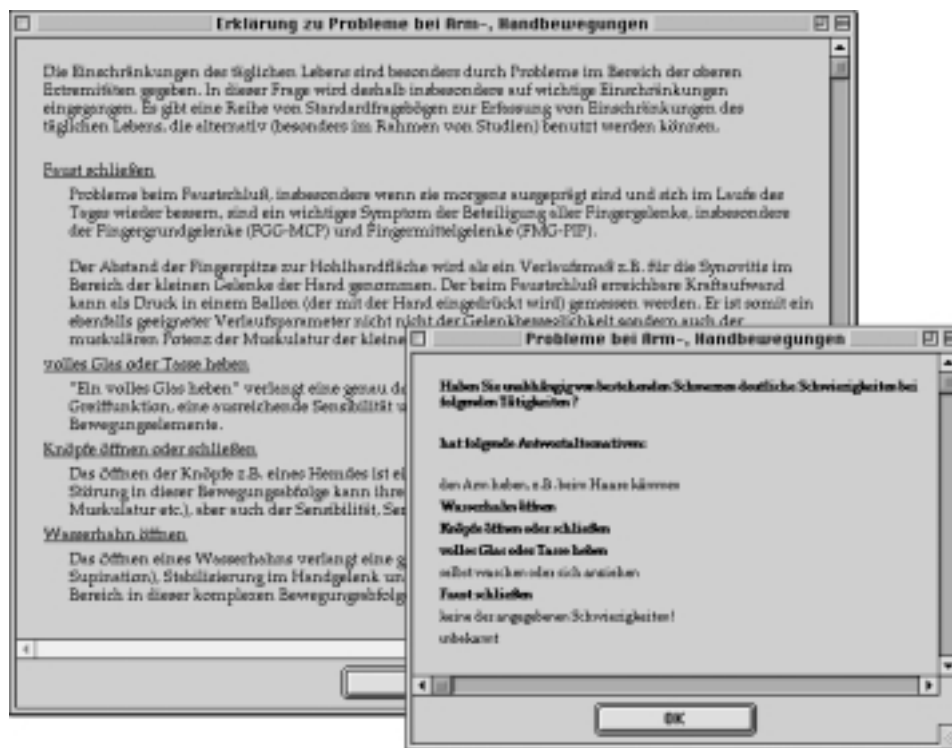 Erklärung zu Probleme bei Arm-, Handbewegungen
Die Einschränkungen des täglichen Lebens sind besonders durch Probleme im Bereich der oberen
Extremitäten gegeben. In dieser Frage wird deshalb insbesondere auf wichtige Einschränkungen
eingegangen. Es gibt eine Reihe von Standardfragebögen zur Erfassung von Einschränkungen des
täglichen Lebens, die alternativ (besonders im Rahmen von Studien) benutzt werden können.
Faust schließen
Probleme beim Faustschluß, insbesondere wenn sie morgens ausgeprägt sind und sich im Laufe des
Tages wieder bessern, sind ein wichtiges Symptom der Beteiligung aller Fingergelenke, insbesondere
der Fingergrundgelenke (FGG-MCP) und Fingermittelgelenke (FMG-PIP).
Der Abstand der Fingerspitze zur Hohlhandfläche wird als ein Verlaufsmaß z.B. für die Synovitis im
Bereich der kleinen Gelenke der Hand genommen. Der beim Faustschluß erreichbare Kraftaufwand
kann als Druck in einem Ballon (der mit der Hand eingedrückt wird) gemessen werden. Er ist somit ein
ebenfalls geeigneter Verlaufsparameter nicht nicht der Gelenkbeweglichkeit sondern auch der
muskulären Potenz der Muskulatur der kleine
volles Glas oder Tasse heben
"Ein volles Glas heben" verlangt eine genau do
Greiffunktion, eine ausreichende Sensibilität u
Bewegungselemente.
Knöpfe öffnen oder schließen
Das öffnen der Knöpfe z.B. eines Hemdes ist ei
Störung in dieser Bewegungsabfolge kann ihre
Muskulatur etc.), aber auch der Sensibilität, Sen
Wasserhahn öffnen
Das öffnen eines Wasserhahns verlangt eine g
Supination), Stabilisierung im Handgelenk un
Bereich in dieser komplexen Bewegungsabfolg
Probleme bei Arm-, Handbewegungen
Haben Sie unabhängig von bestehenden Schmerzen deutliche Schwierigkeiten bei
folgenden Tätigkeiten ?
hat folgende Antwortalternativen:
den Arm heben, z.B. beim Haare kämmen
Wasserhahn öffnen
Knöpfe öffnen oder schließen
volles Glas oder Tasse heben
selbst waschen oder sich anziehen
Faust schließen
keine der angegebenen Schwierigkeiten!
unbekannt
OK